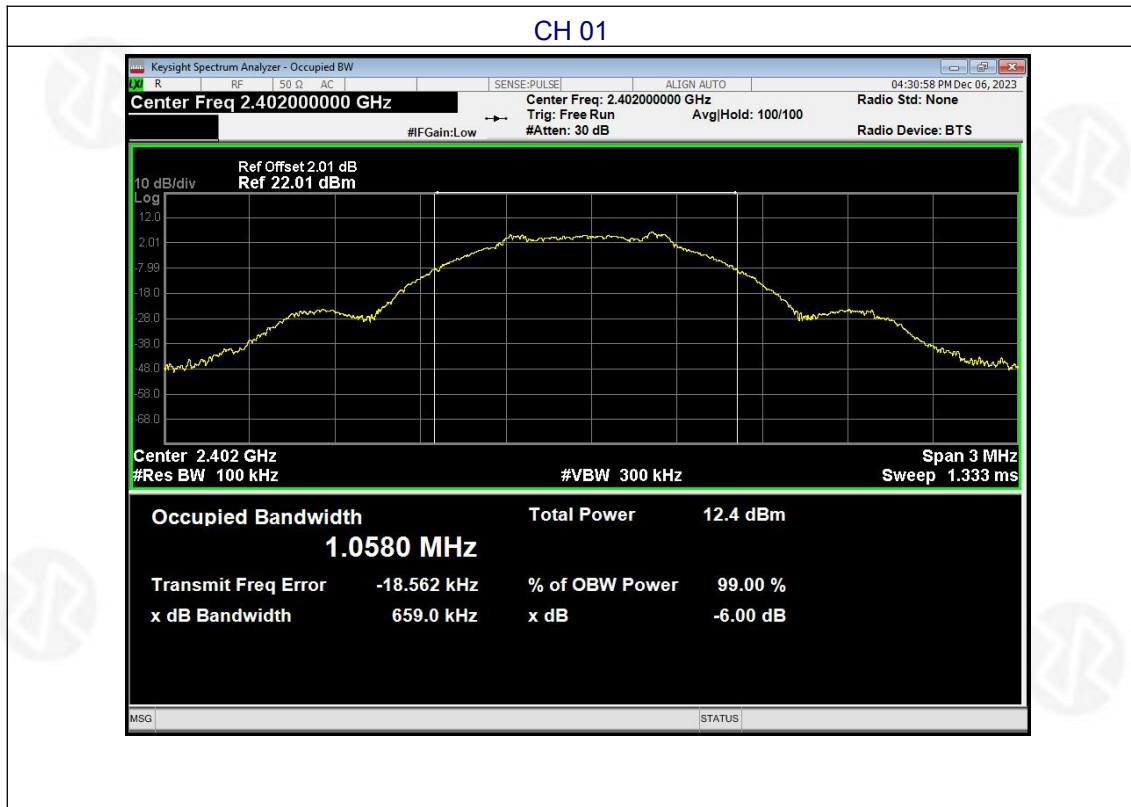 CH 01
Keysight Spectrum Analyzer - Occupied BW
LXI R RF 50 Ω AC SENSE:PULSE ALIGN AUTO 04:30:58 PM Dec 06, 2023
Center Freq 2.402000000 GHz Center Freq: 2.402000000 GHz Radio Std: None
Trig: Free Run Avg|Hold: 100/100
#IFGain:Low #Atten: 30 dB Radio Device: BTS
Ref Offset 2.01 dB
10 dB/div Ref 22.01 dBm
Log
12.0
2.01
-7.99
-18.0
-28.0
-38.0
-48.0
-58.0
-68.0
Center 2.402 GHz Span 3 MHz
#Res BW 100 kHz #VBW 300 kHz Sweep 1.333 ms
Occupied Bandwidth Total Power 12.4 dBm
1.0580 MHz
Transmit Freq Error -18.562 kHz % of OBW Power 99.00 %
x dB Bandwidth 659.0 kHz x dB -6.00 dB
MSG STATUS